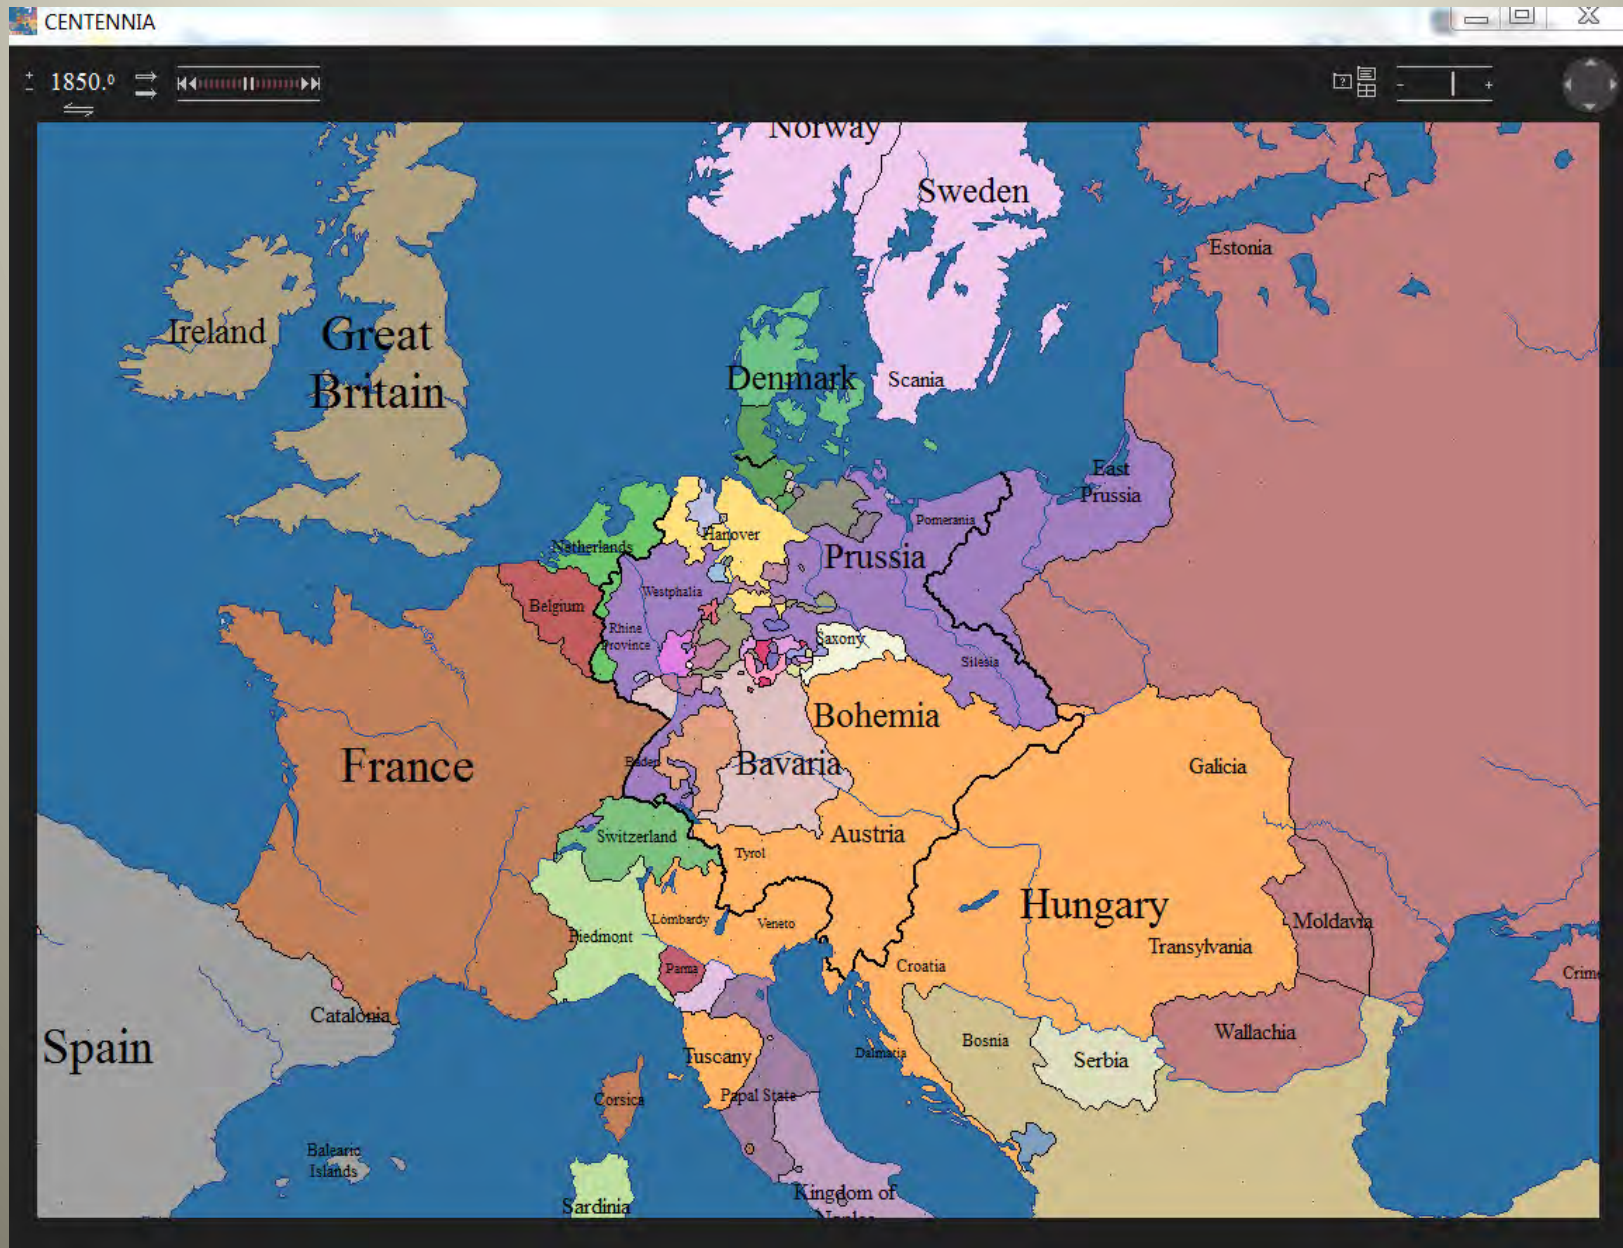 CENTENNIA
1850.0
Norway
Sweden
Estonia
Ireland
Great
Britain
Denmark
Scania
East
Prussia
Pomerania
Netherlands
Hanover
Prussia
Westphalia
Belgium
Rhine
Province
Saxony
Silesia
Bohemia
France
Baden
Bavaria
Galicia
Switzerland
Austria
Tyrol
Hungary
Lombardy
Veneto
Piedmont
Moldavia
Transylvania
Parma
Croatia
Crim
Catalonia
Spain
Wallachia
Bosnia
Serbia
Tuscany
Dalmatia
Corsica
Papal State
Balearic
Islands
Kingdom of
Naples
Sardinia